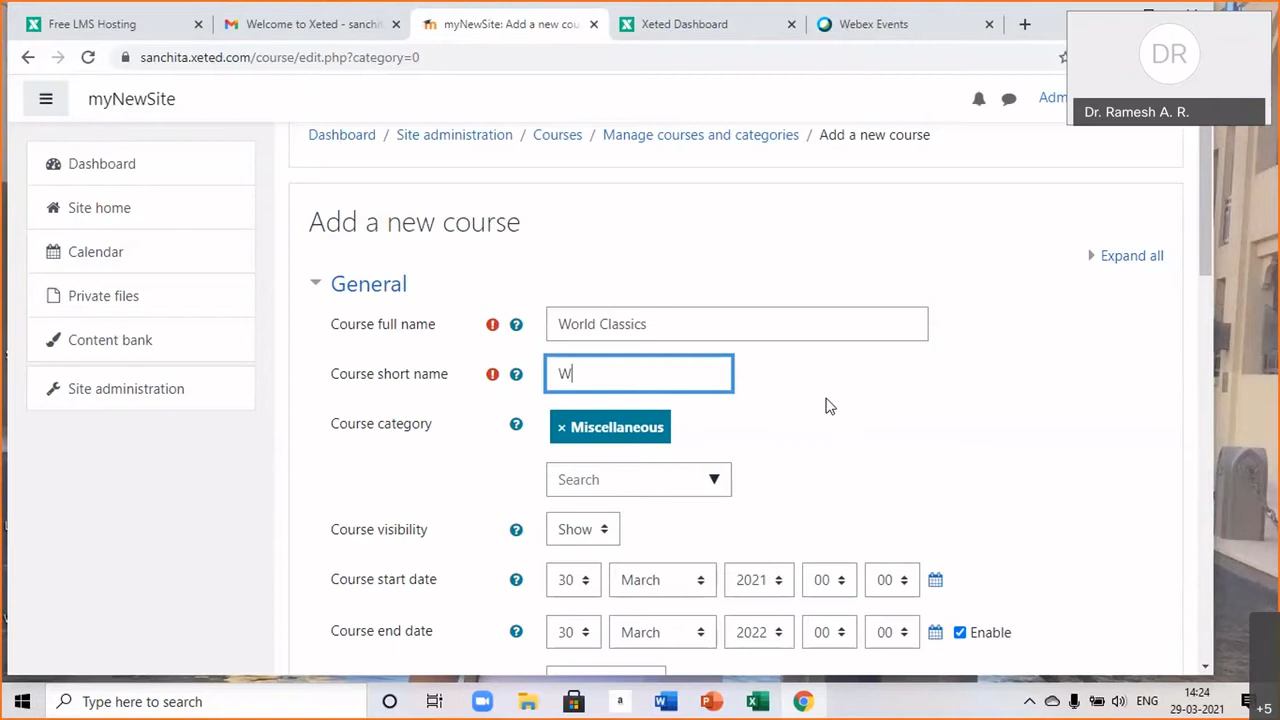 Free LMS Hosting
Welcome to Xeted - sanchit
myNewSite: Add a new cou
Xeted Dashboard
Webex Events
sanchita.xeted.com/course/edit.php?category=0
DR
Dr. Ramesh A. R.
myNewSite
Adm
Dashboard / Site administration / Courses / Manage courses and categories / Add a new course
Dashboard
Site home
Calendar
Private files
Content bank
Site administration
Add a new course
Expand all
General
Course full name World Classics
Course short name W
Course category × Miscellaneous
Search
Course visibility Show
Course start date 30 March 2021 00 00
Course end date 30 March 2022 00 00 Enable
Type here to search
a
ENG
14:24
29-03-2021
+5